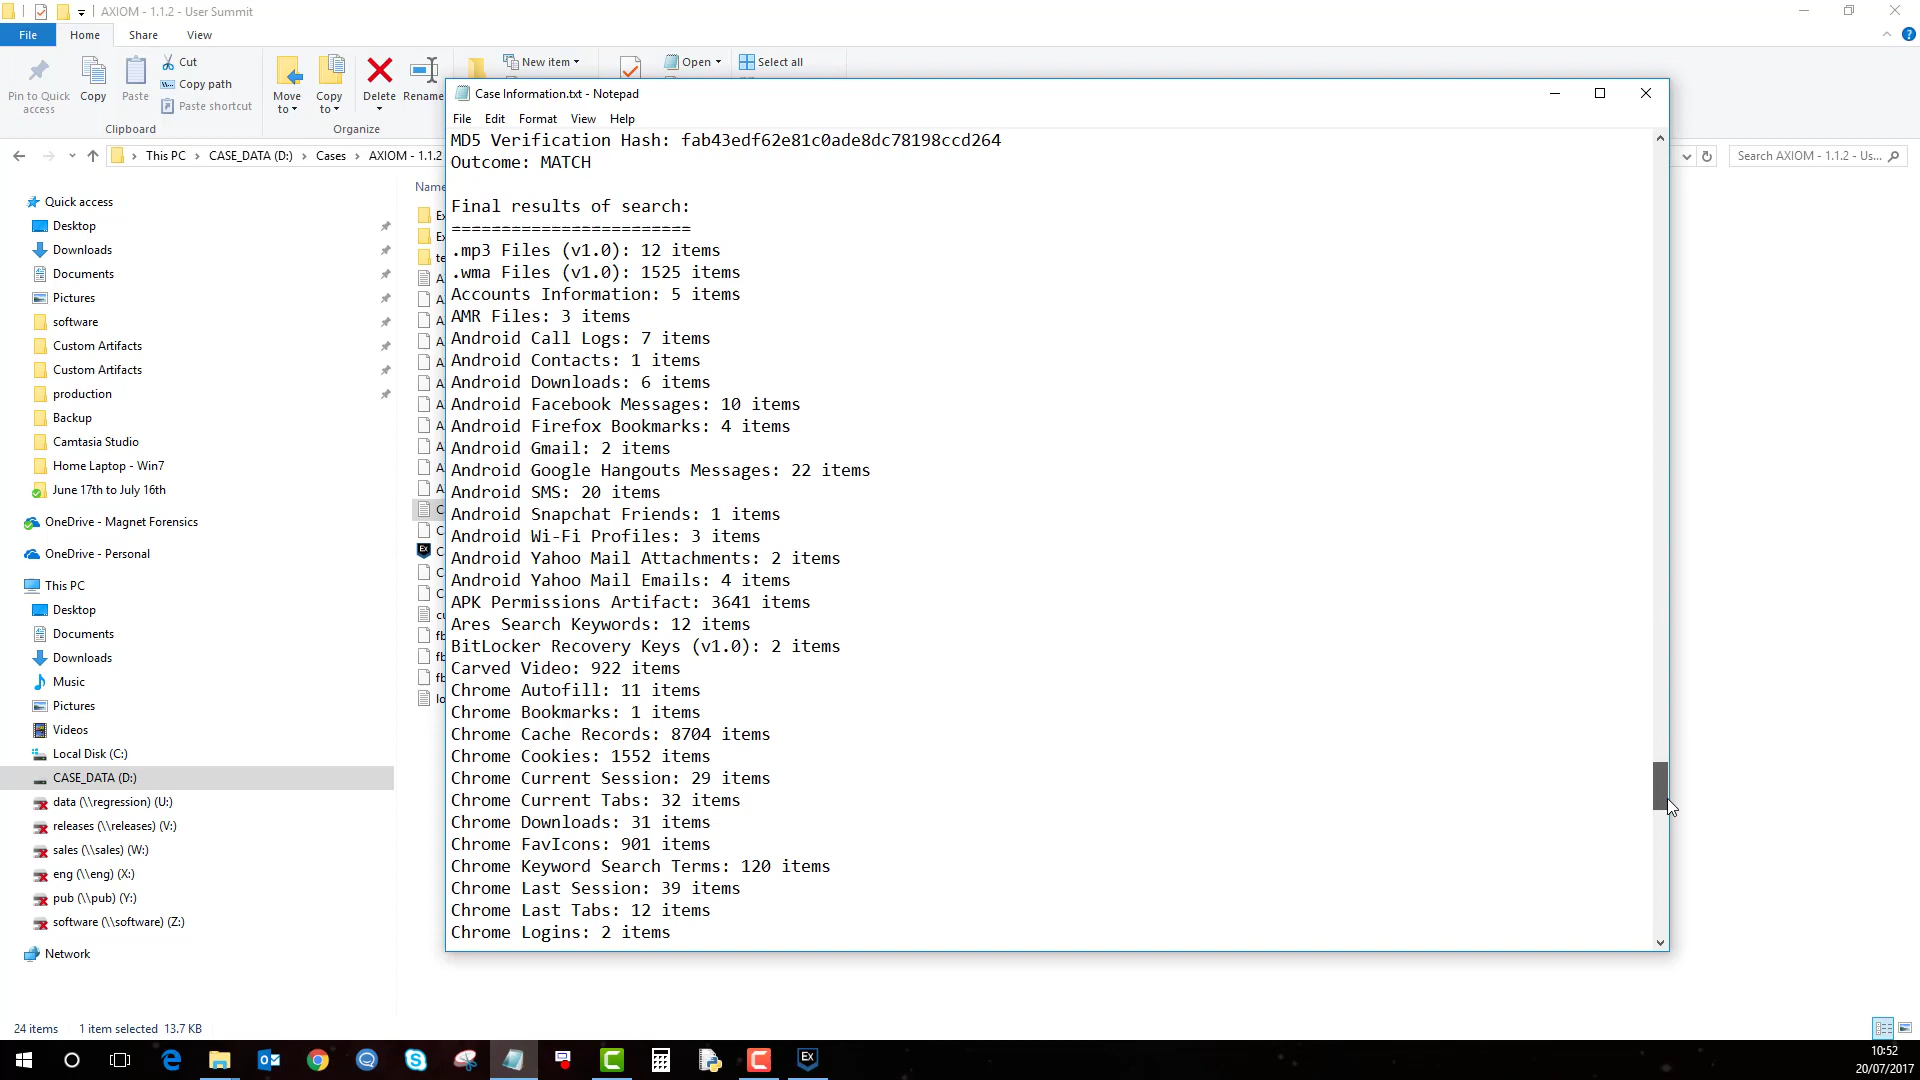 AXIOM - 1.1.2 - User Summit
File
Home
Share
View
Pin to Quick access
Copy
Paste
Cut
Copy path
Paste shortcut
Clipboard
Move to
Copy to
Delete
Rename
Organize
New item
Open
Select all
This PC
CASE_DATA (D:)
Cases
AXIOM - 1.1.2
Search AXIOM - 1.1.2 - Us...
Quick access
Desktop
Downloads
Documents
Pictures
software
Custom Artifacts
Custom Artifacts
production
Backup
Camtasia Studio
Home Laptop - Win7
June 17th to July 16th
OneDrive - Magnet Forensics
OneDrive - Personal
This PC
Desktop
Documents
Downloads
Music
Pictures
Videos
Local Disk (C:)
CASE_DATA (D:)
data (\\regression) (U:)
releases (\\releases) (V:)
sales (\\sales) (W:)
eng (\\eng) (X:)
pub (\\pub) (Y:)
software (\\software) (Z:)
Network
Case Information.txt - Notepad
File Edit Format View Help
MD5 Verification Hash: fab43edf62e81c0ade8dc78198ccd264
Outcome: MATCH
Final results of search:
========================
.mp3 Files (v1.0): 12 items
.wma Files (v1.0): 1525 items
Accounts Information: 5 items
AMR Files: 3 items
Android Call Logs: 7 items
Android Contacts: 1 items
Android Downloads: 6 items
Android Facebook Messages: 10 items
Android Firefox Bookmarks: 4 items
Android Gmail: 2 items
Android Google Hangouts Messages: 22 items
Android SMS: 20 items
Android Snapchat Friends: 1 items
Android Wi-Fi Profiles: 3 items
Android Yahoo Mail Attachments: 2 items
Android Yahoo Mail Emails: 4 items
APK Permissions Artifact: 3641 items
Ares Search Keywords: 12 items
BitLocker Recovery Keys (v1.0): 2 items
Carved Video: 922 items
Chrome Autofill: 11 items
Chrome Bookmarks: 1 items
Chrome Cache Records: 8704 items
Chrome Cookies: 1552 items
Chrome Current Session: 29 items
Chrome Current Tabs: 32 items
Chrome Downloads: 31 items
Chrome FavIcons: 901 items
Chrome Keyword Search Terms: 120 items
Chrome Last Session: 39 items
Chrome Last Tabs: 12 items
Chrome Logins: 2 items
24 items 1 item selected 13.7 KB
10:52
20/07/2017